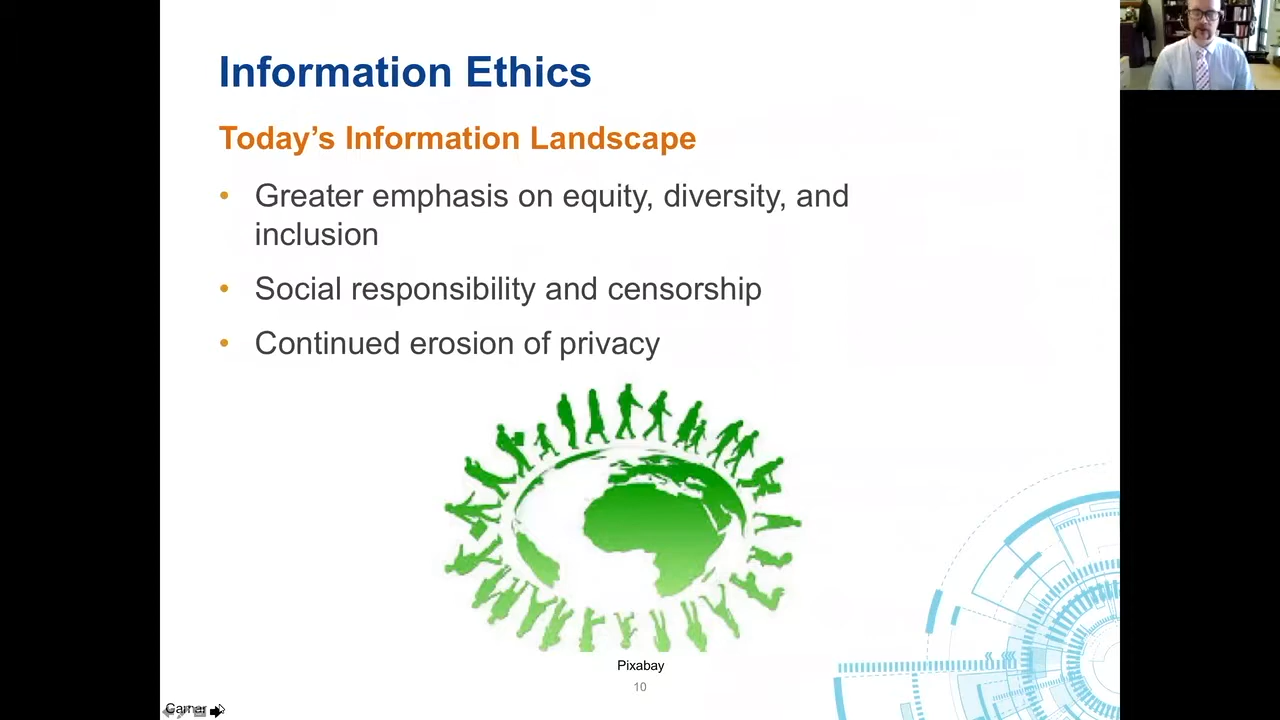 Information Ethics
Today's Information Landscape
• Greater emphasis on equity, diversity, and
inclusion
• Social responsibility and censorship
• Continued erosion of privacy
Pixabay
10